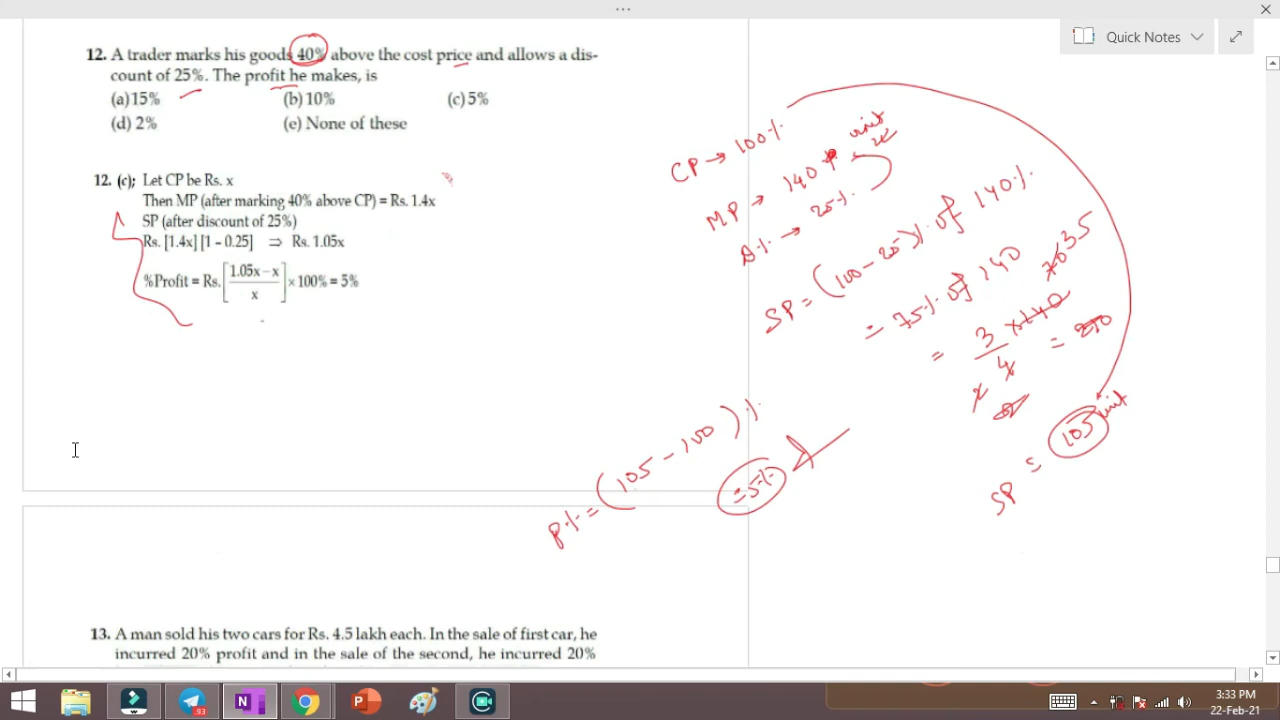 Quick Notes
12. A trader marks his goods 40% above the cost price and allows a dis-
count of 25%. The profit he makes, is
(a) 15% (b) 10% (c) 5%
(d) 2% (e) None of these
12. (c); Let CP be Rs. x
Then MP (after marking 40% above CP) = Rs. 1.4x
SP (after discount of 25%)
Rs. [1.4x] [1 - 0.25] ⇒ Rs. 1.05x
%Profit = Rs. [1.05x - x / x] × 100% = 5%
CP → 100%
MP → 140 unit
D% → 25%
SP = (100 - 25)% of 140%
= 75% of 140
= 3/4 × 140 = 210
70 35
SP = 105 unit
P% = (105 - 100)%
= 5%
13. A man sold his two cars for Rs. 4.5 lakh each. In the sale of first car, he
incurred 20% profit and in the sale of the second, he incurred 20%
93
3:33 PM
22-Feb-21